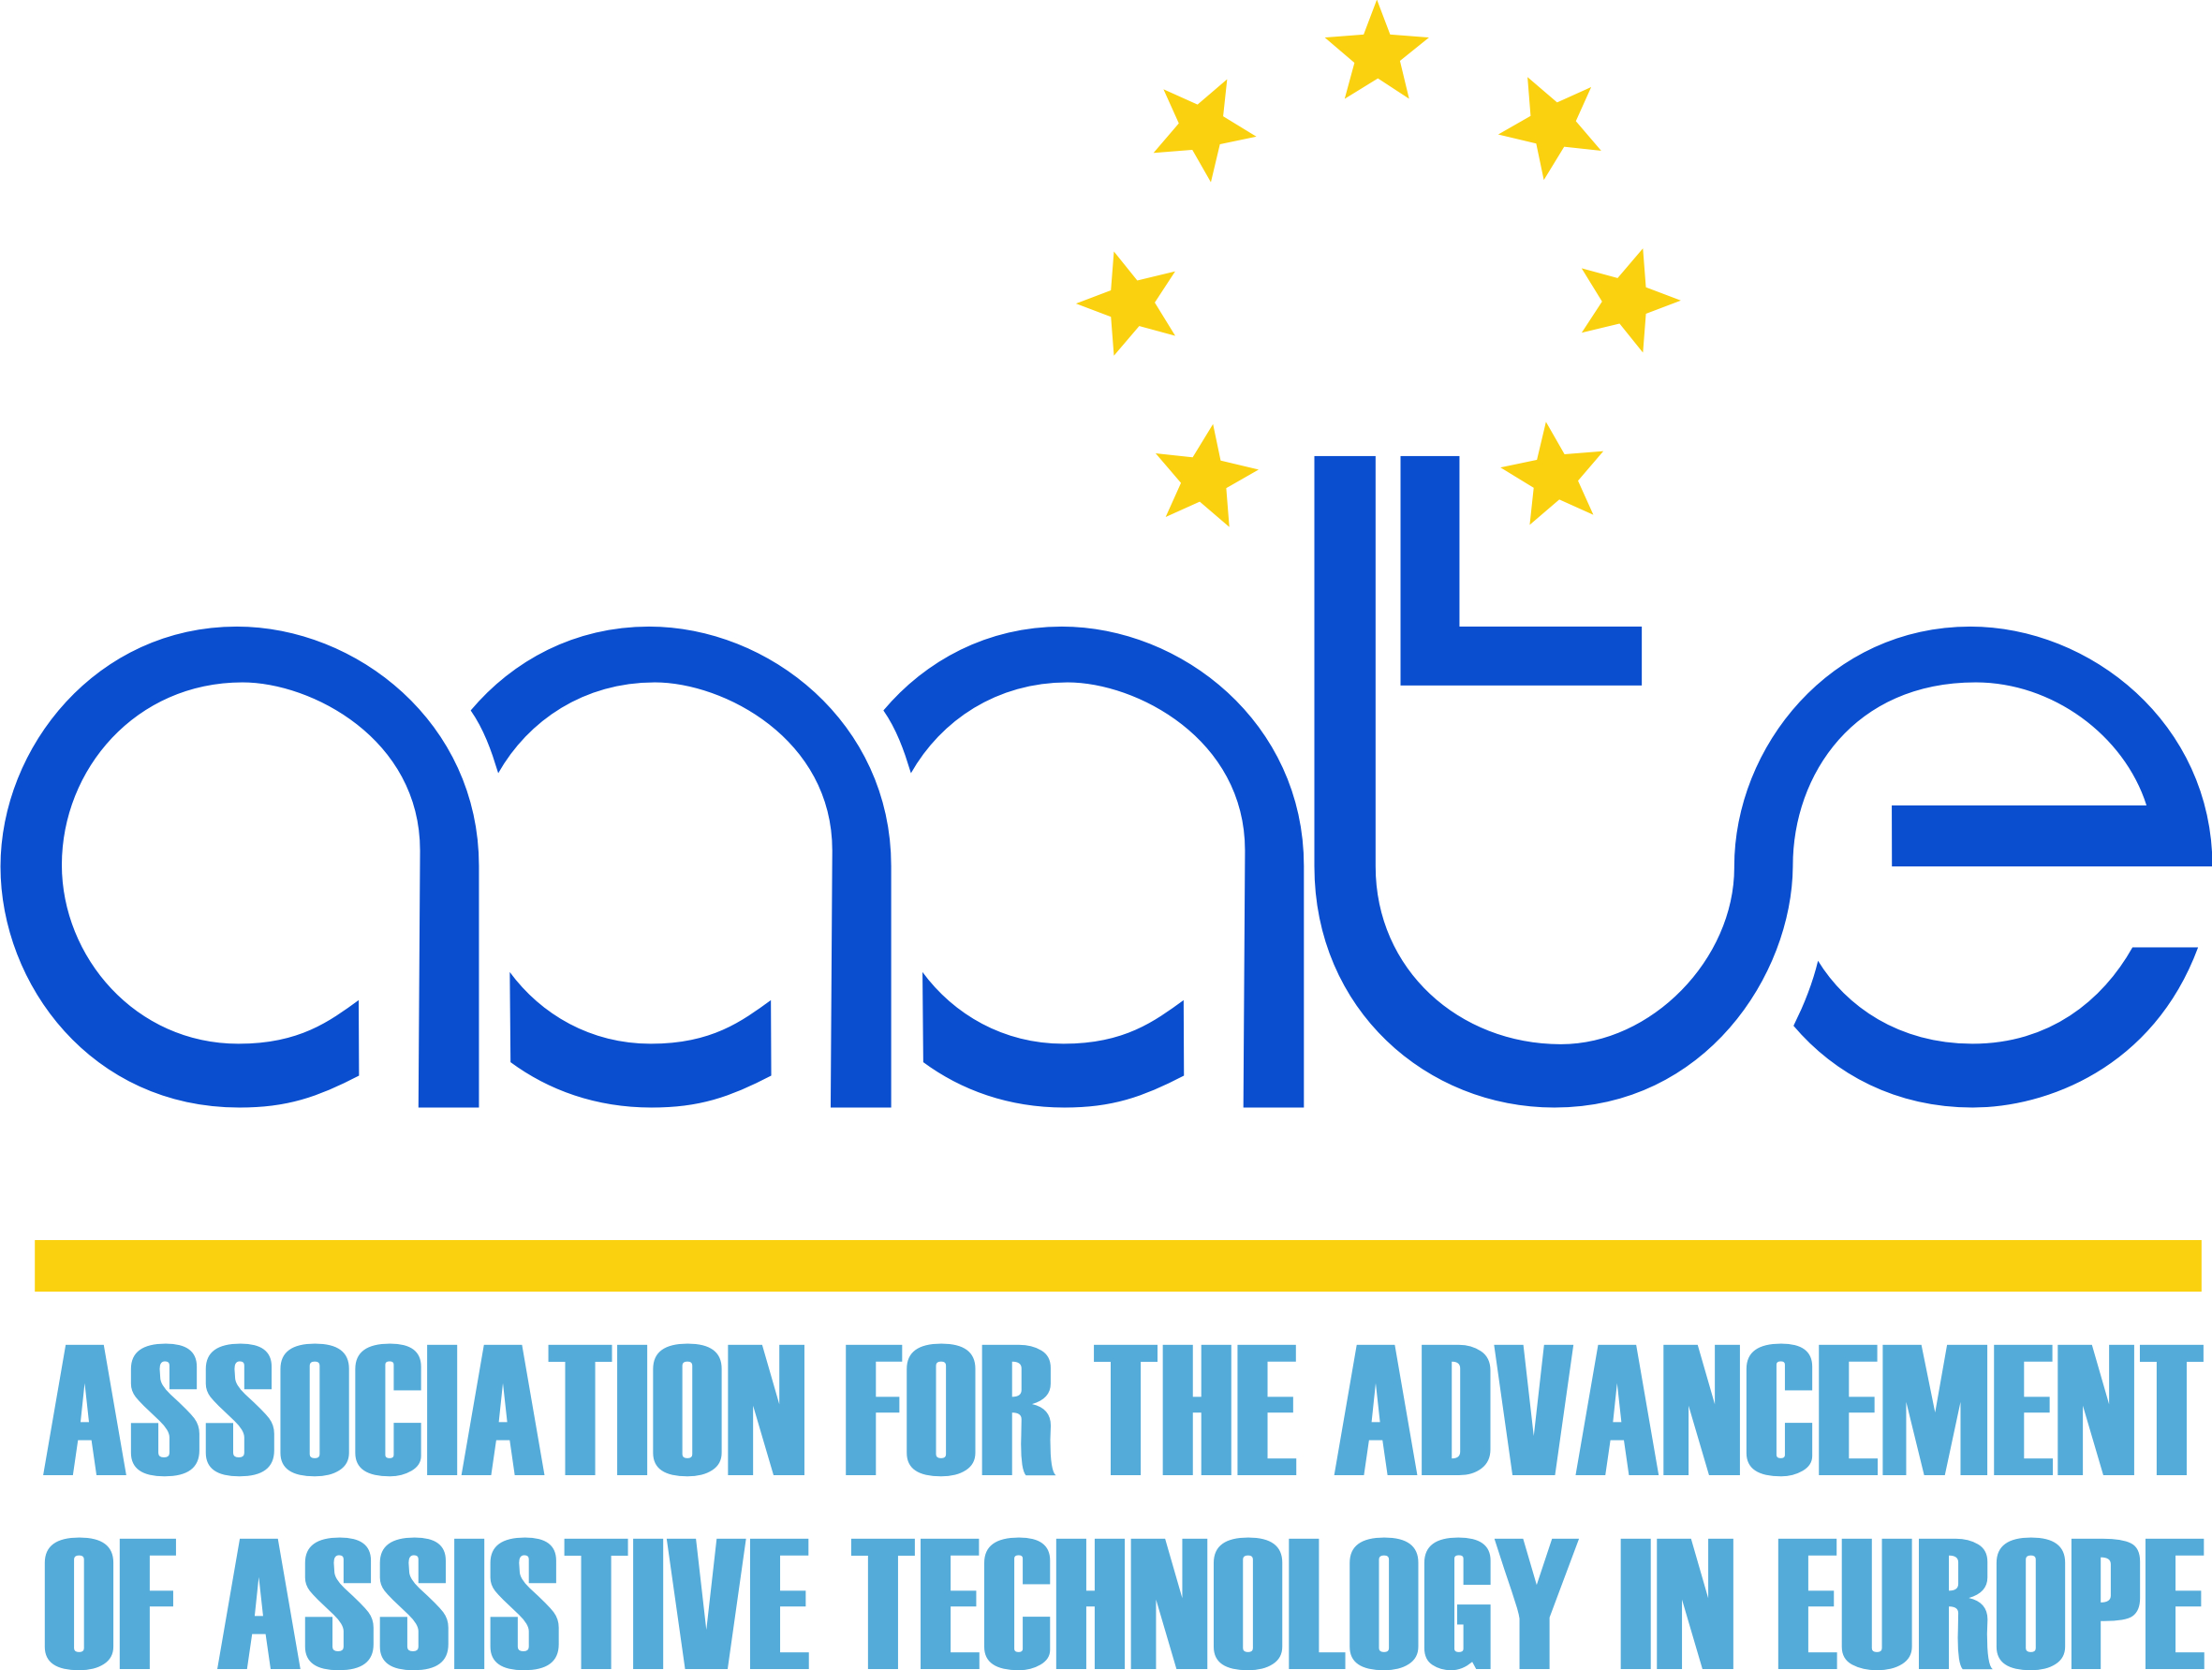 aaate
ASSOCIATION FOR THE ADVANCEMENT
OF ASSISTIVE TECHNOLOGY IN EUROPE